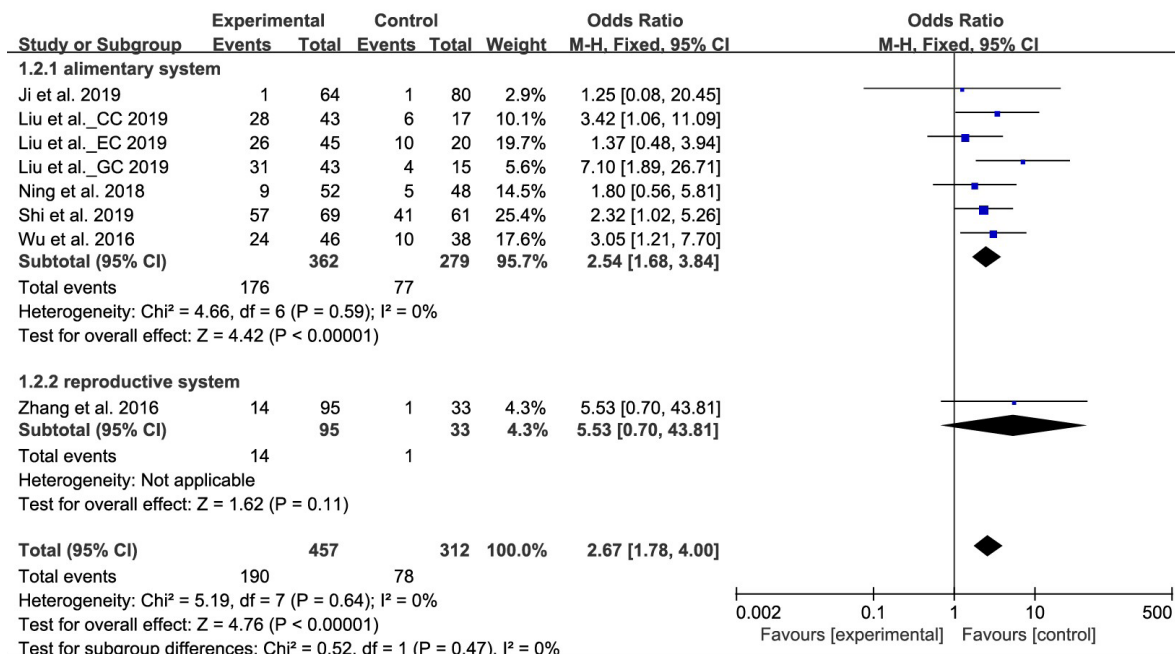 Experimental Control Odds Ratio Odds Ratio
Study or Subgroup Events Total Events Total Weight M-H, Fixed, 95% CI M-H, Fixed, 95% CI
1.2.1 alimentary system
Ji et al. 2019 1 64 1 80 2.9% 1.25 [0.08, 20.45]
Liu et al._CC 2019 28 43 6 17 10.1% 3.42 [1.06, 11.09]
Liu et al._EC 2019 26 45 10 20 19.7% 1.37 [0.48, 3.94]
Liu et al._GC 2019 31 43 4 15 5.6% 7.10 [1.89, 26.71]
Ning et al. 2018 9 52 5 48 14.5% 1.80 [0.56, 5.81]
Shi et al. 2019 57 69 41 61 25.4% 2.32 [1.02, 5.26]
Wu et al. 2016 24 46 10 38 17.6% 3.05 [1.21, 7.70]
Subtotal (95% CI) 362 279 95.7% 2.54 [1.68, 3.84]
Total events 176 77
Heterogeneity: Chi² = 4.66, df = 6 (P = 0.59); I² = 0%
Test for overall effect: Z = 4.42 (P < 0.00001)
1.2.2 reproductive system
Zhang et al. 2016 14 95 1 33 4.3% 5.53 [0.70, 43.81]
Subtotal (95% CI) 95 33 4.3% 5.53 [0.70, 43.81]
Total events 14 1
Heterogeneity: Not applicable
Test for overall effect: Z = 1.62 (P = 0.11)
Total (95% CI) 457 312 100.0% 2.67 [1.78, 4.00]
Total events 190 78
Heterogeneity: Chi² = 5.19, df = 7 (P = 0.64); I² = 0%
Test for overall effect: Z = 4.76 (P < 0.00001)
Test for subgroup differences: Chi² = 0.52, df = 1 (P = 0.47), I² = 0%
0.002 0.1 1 10 500
Favours [experimental] Favours [control]